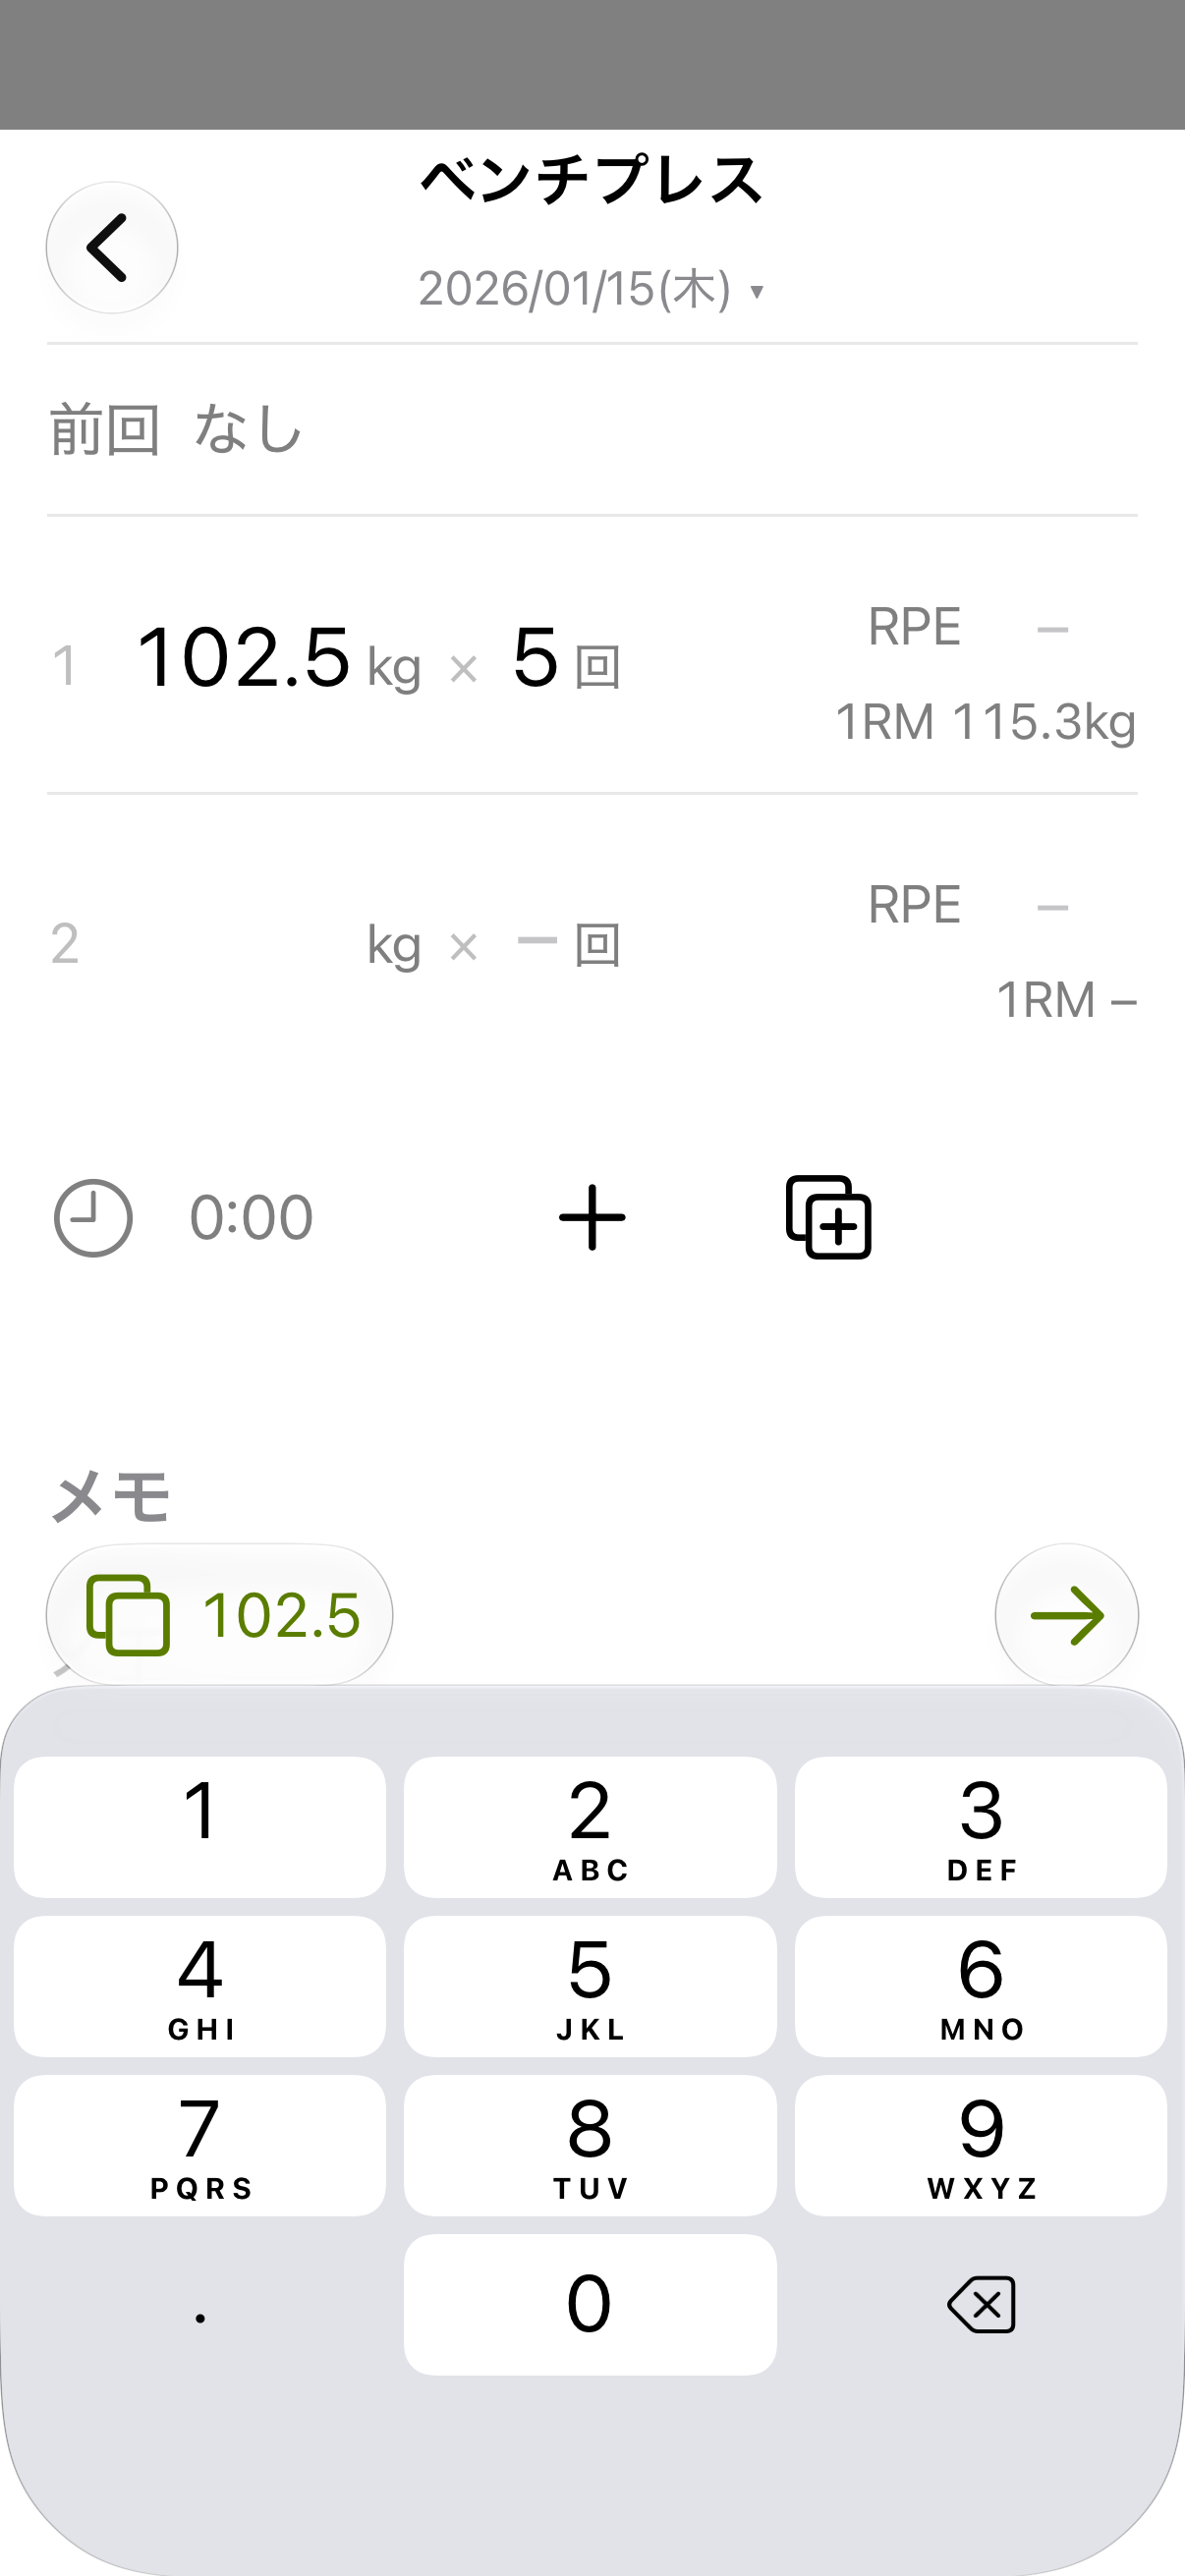 ベンチプレス
2026/01/15(木) ▼
前回 なし
1 102.5 kg × 5 回
RPE –
1RM 115.3kg
2 kg × – 回
RPE –
1RM –
0:00
メモ
102.5
1
2
ABC
3
DEF
4
GHI
5
JKL
6
MNO
7
PQRS
8
TUV
9
WXYZ
.
0